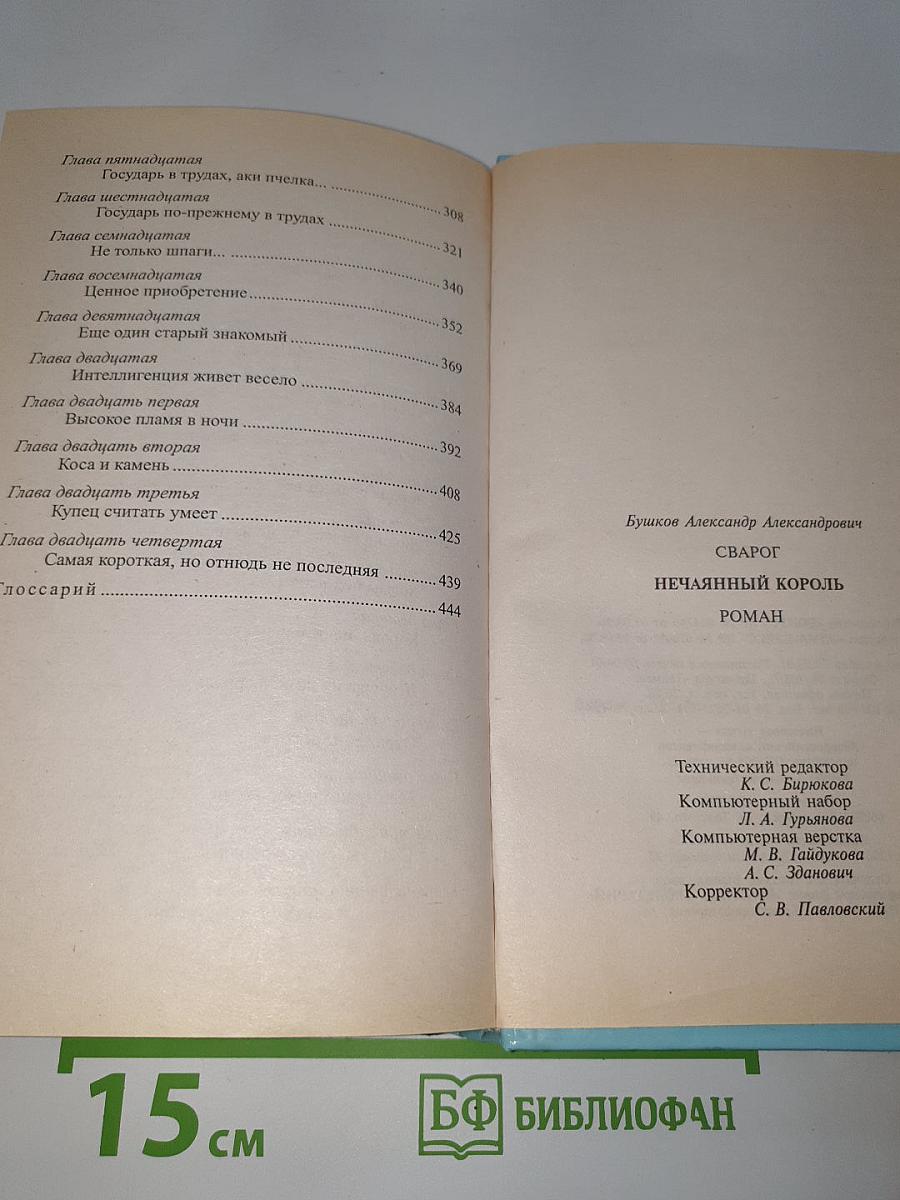 Глава пятнадцатая
Государь в трудах, аки пчелка... 308
Глава шестнадцатая
Государь по-прежнему в трудах 321
Глава семнадцатая
Не только шпаги... 340
Глава восемнадцатая
Ценное приобретение 352
Глава девятнадцатая
Еще один старый знакомый 369
Глава двадцатая
Интеллигенция живет весело 384
Глава двадцать первая
Высокое пламя в ночи 392
Глава двадцать вторая
Коса и камень 408
Глава двадцать третья
Купец считать умеет 425
Глава двадцать четвертая
Самая короткая, но отнюдь не последняя 439
Глоссарий 444
Бушков Александр Александрович
СВАРОГ
НЕЧАЯННЫЙ КОРОЛЬ
РОМАН
Технический редактор
К. С. Бирюкова
Компьютерный набор
Л. А. Гурьянова
Компьютерная верстка
М. В. Гайдукова
А. С. Зданович
Корректор
С. В. Павловский
15 см
БФ БИБЛИОФАН